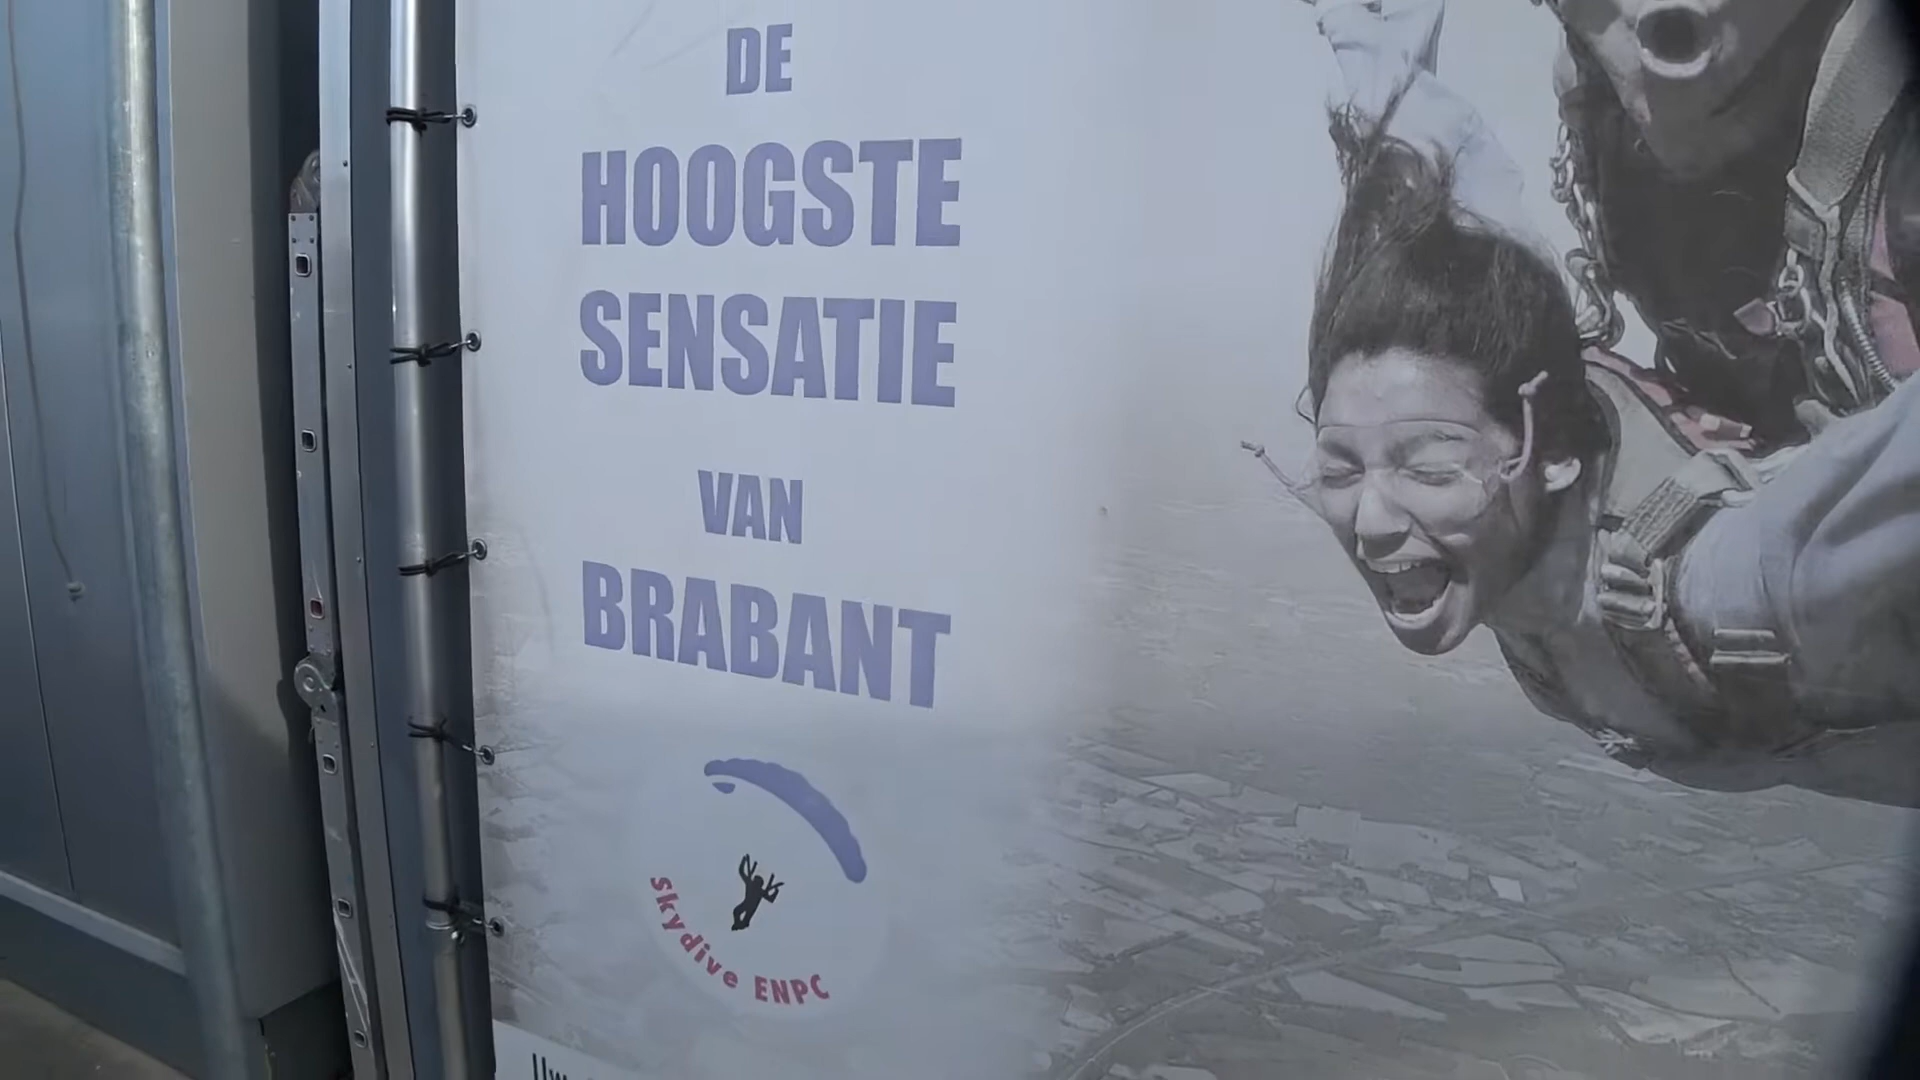 DE
HOOGSTE
SENSATIE
VAN
BRABANT
Skydive ENPC